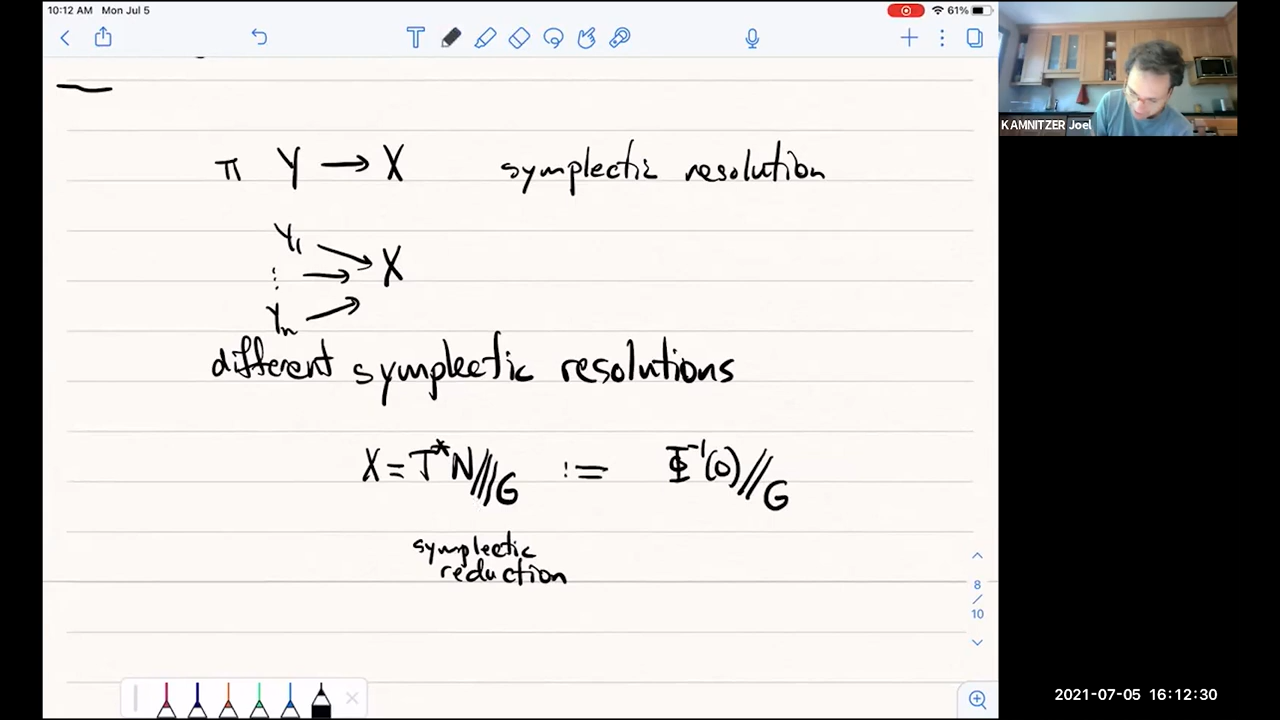 10:12 AM Mon Jul 5
61%
KAMNITZER Joel
π Y → X symplectic resolution
Y₁
⋮ → X
Yₙ
different symplectic resolutions
X = T*N///G := Φ⁻¹(0)//G
symplectic
reduction
8
/
10
2021-07-05 16:12:30